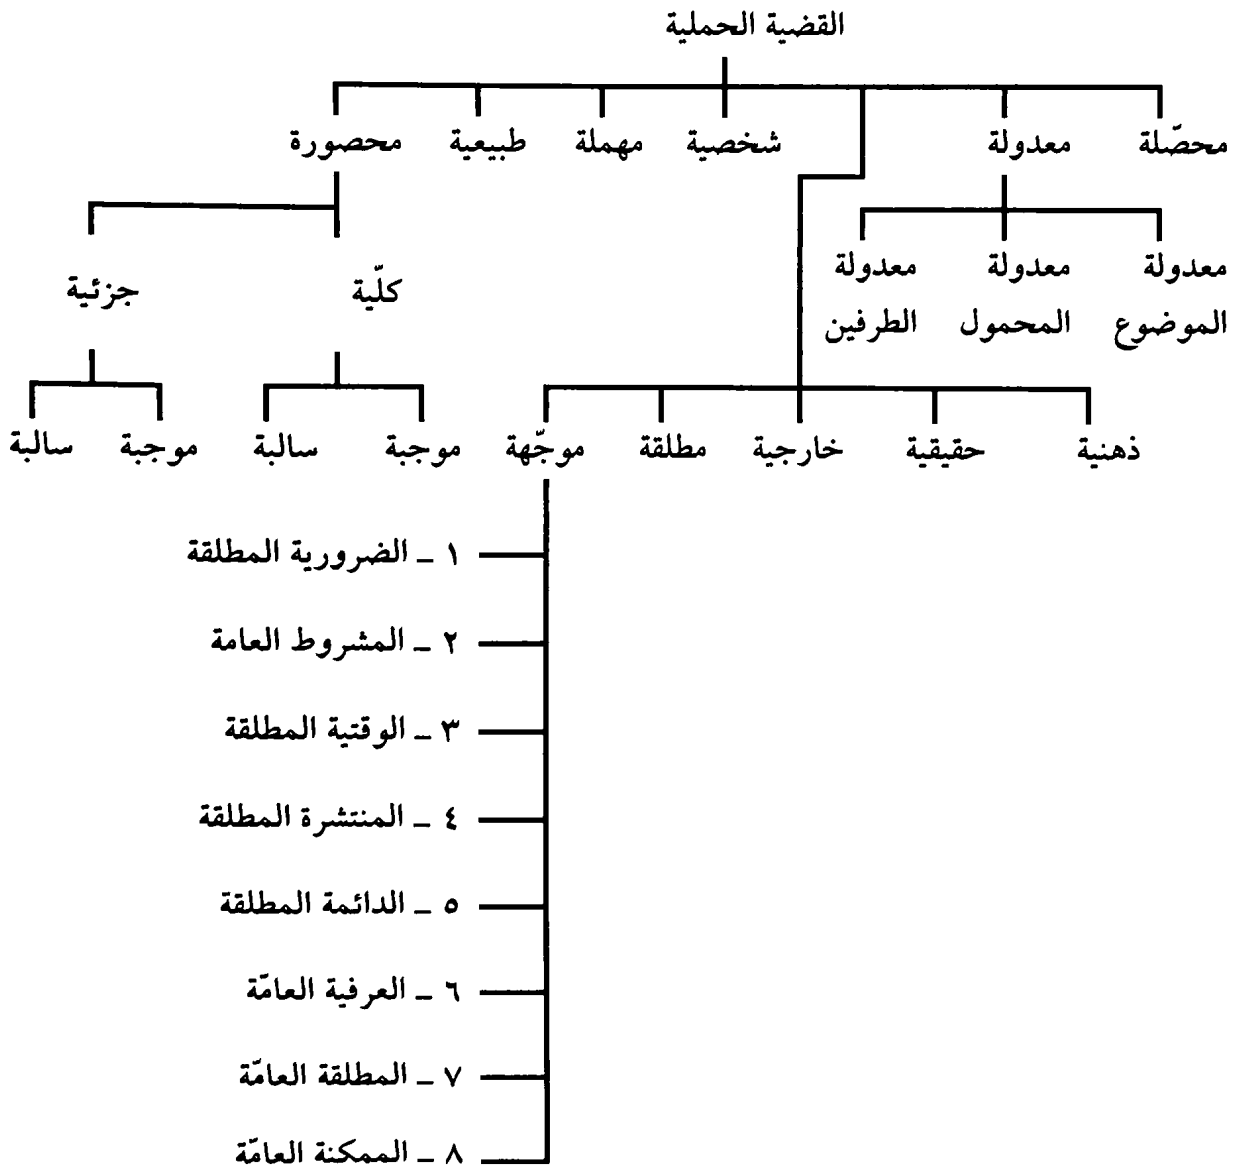 القضية الحملية
محصّلة معدولة شخصية مهملة طبيعية محصورة
معدولة الموضوع
معدولة المحمول
معدولة الطرفين
كلّية جزئية
ذهنية حقيقية خارجية مطلقة موجّهة موجبة سالبة موجبة سالبة
١ ـ الضرورية المطلقة
٢ ـ المشروط العامة
٣ ـ الوقتية المطلقة
٤ ـ المنتشرة المطلقة
٥ ـ الدائمة المطلقة
٦ ـ العرفية العامّة
٧ ـ المطلقة العامّة
٨ ـ الممكنة العامّة